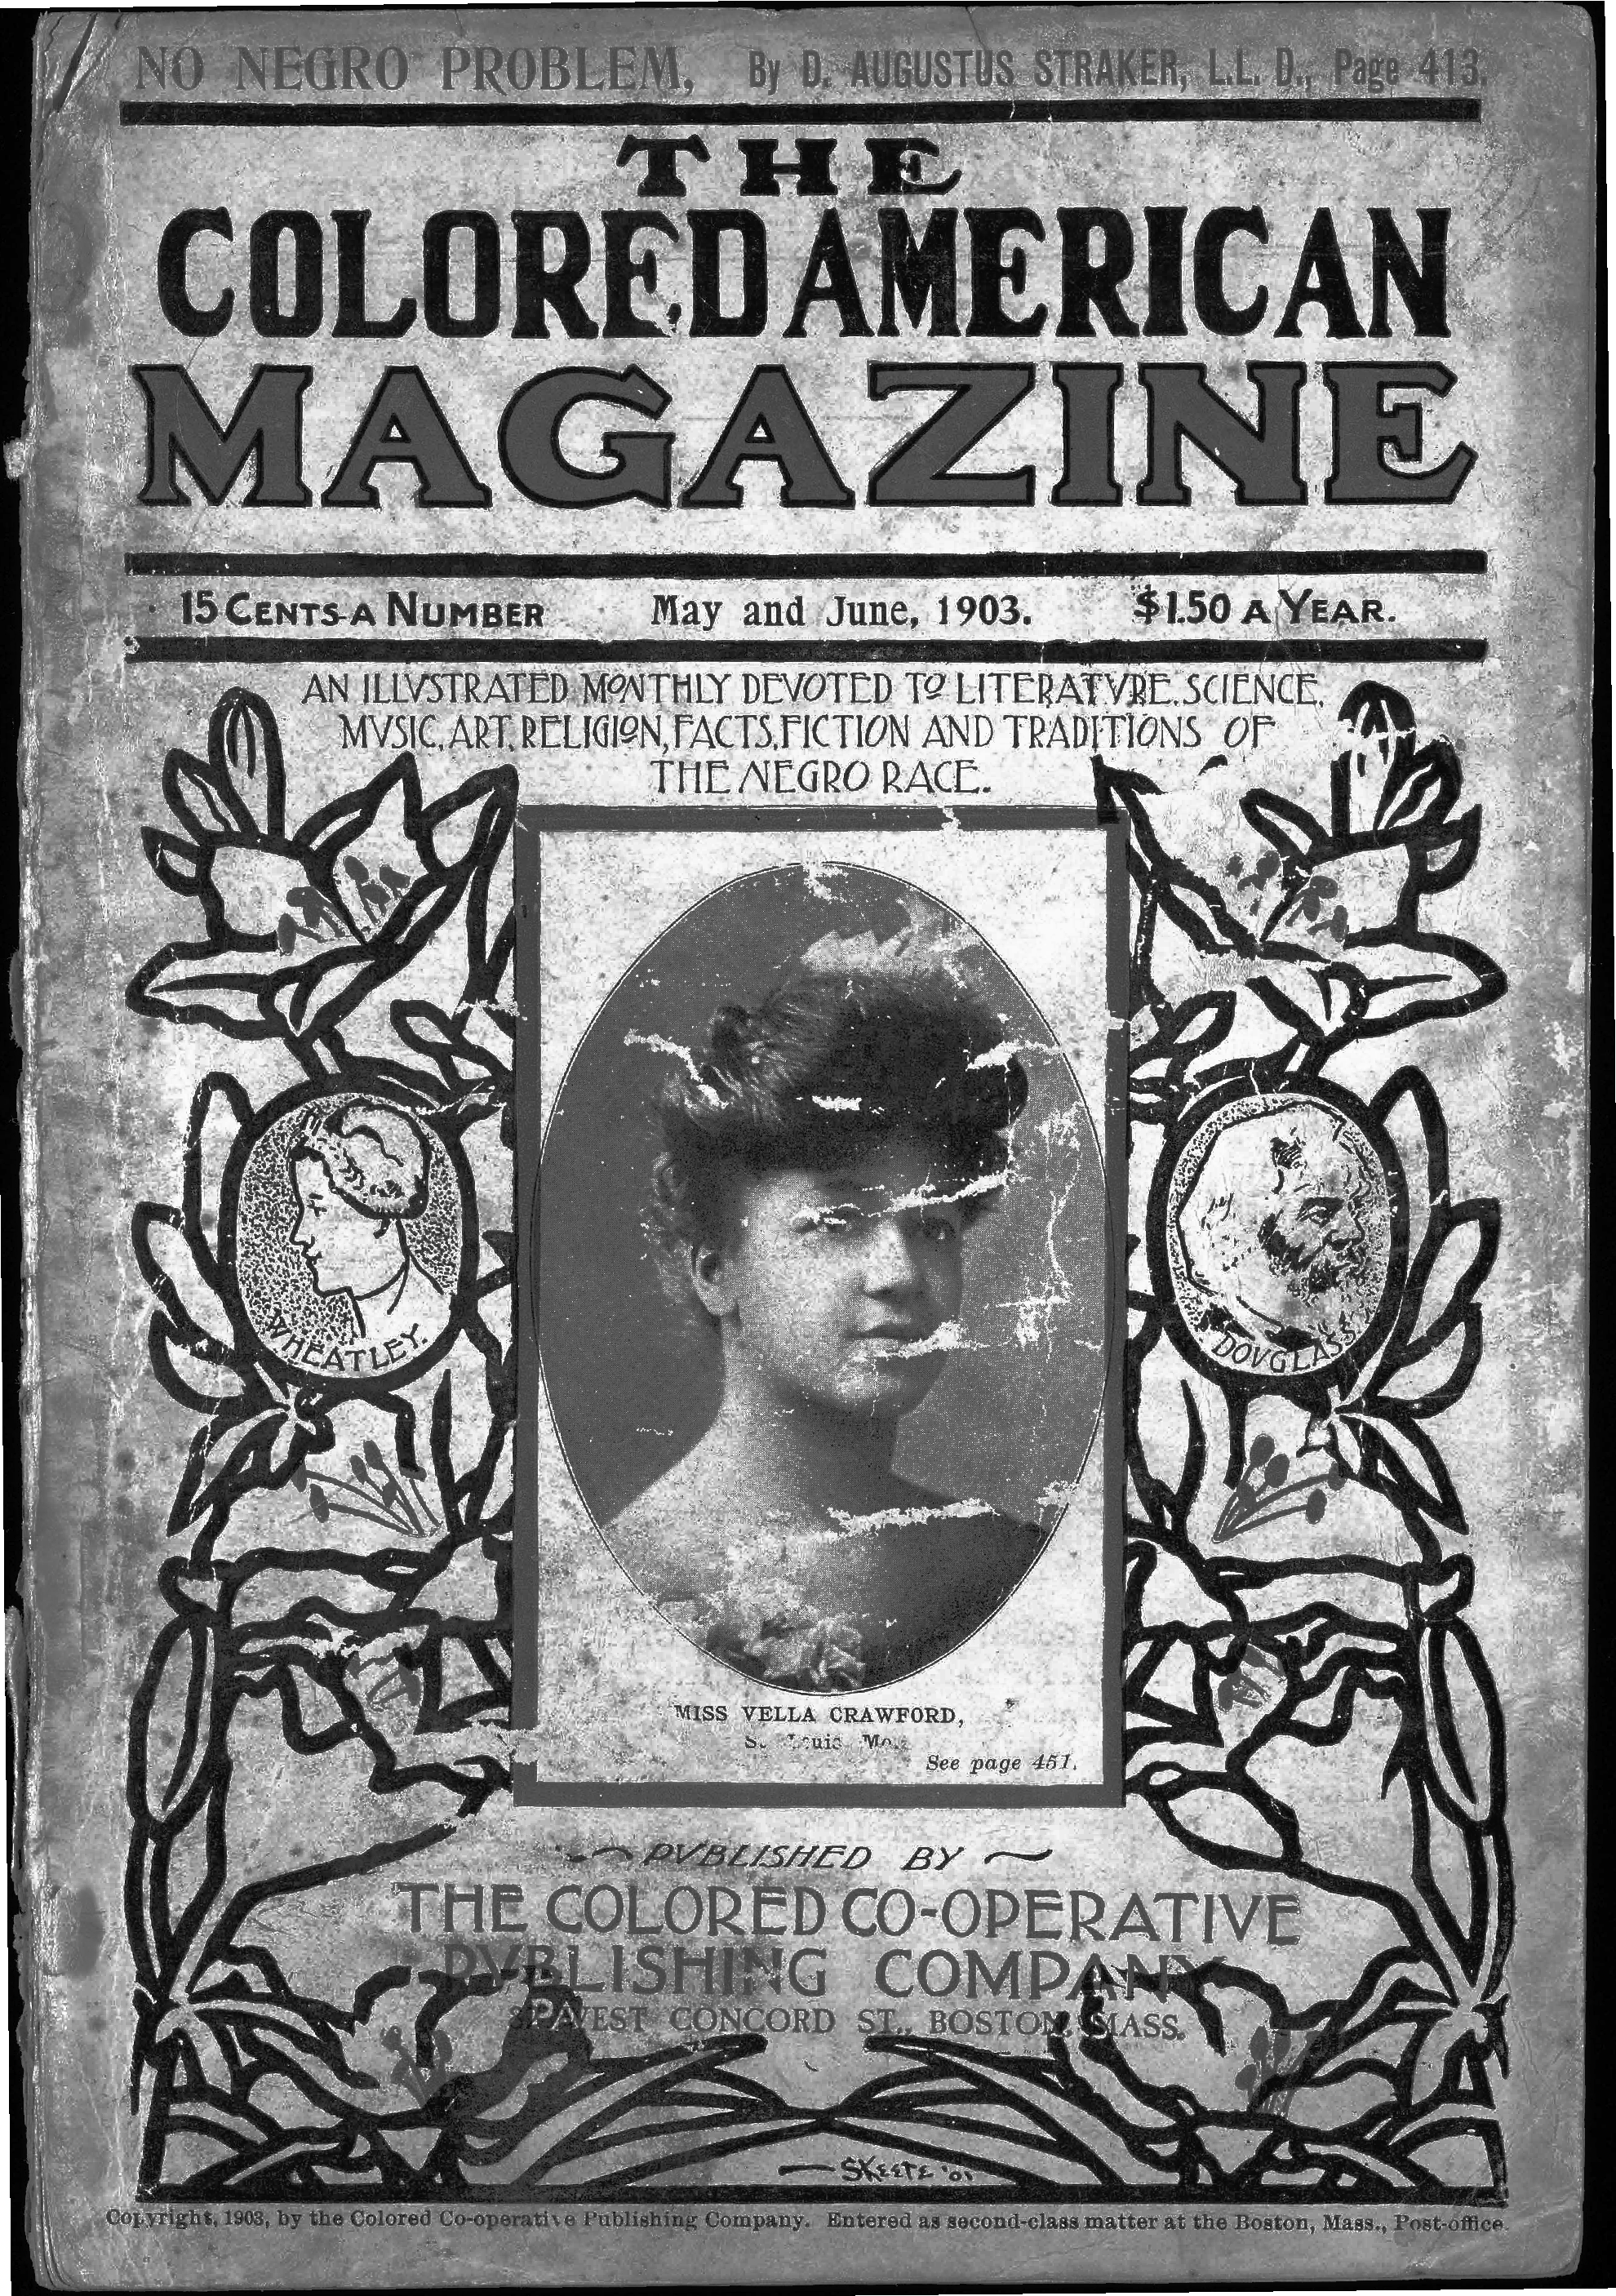 NO NEGRO PROBLEM, By D. AUGUSTUS STRAKER, L.L. D., Page 413.
THE
COLORED AMERICAN
MAGAZINE
15 CENTS A NUMBER May and June, 1903. $1.50 A YEAR.
AN ILLVSTRATED MONTHLY DEVOTED TO LITERATVRE, SCIENCE,
MVSIC, ART, RELIGION, FACTS, FICTION AND TRADITIONS OF
THE NEGRO RACE.
WHEATLEY.
DOVGLASS
MISS VELLA CRAWFORD,
See page 451.
PVBLISHED BY
THE COLORED CO-OPERATIVE
PVBLISHING COMPANY
WEST CONCORD ST., BOSTON, MASS.
SKEETE '01
Copyright, 1903, by the Colored Co-operative Publishing Company. Entered as second-class matter at the Boston, Mass., Post-office.